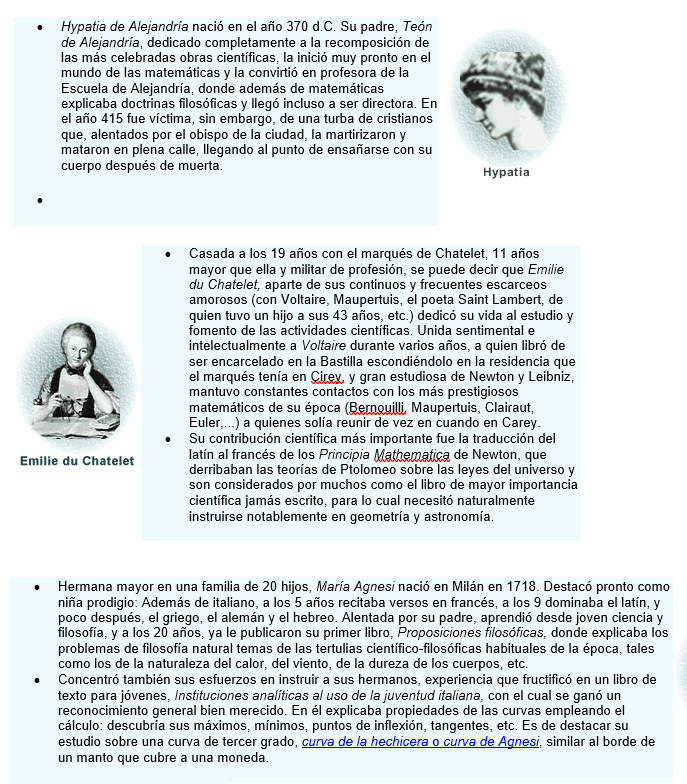 • Hypatia de Alejandría nació en el año 370 d.C. Su padre, Teón
de Alejandría, dedicado completamente a la recomposición de
las más celebradas obras científicas, la inició muy pronto en el
mundo de las matemáticas y la convirtió en profesora de la
Escuela de Alejandría, donde además de matemáticas
explicaba doctrinas filosóficas y llegó incluso a ser directora. En
el año 415 fue víctima, sin embargo, de una turba de cristianos
que, alentados por el obispo de la ciudad, la martirizaron y
mataron en plena calle, llegando al punto de ensañarse con su
cuerpo después de muerta.
•
Hypatia
• Casada a los 19 años con el marqués de Chatelet, 11 años
mayor que ella y militar de profesión, se puede decir que Emilie
du Chatelet, aparte de sus continuos y frecuentes escarceos
amorosos (con Voltaire, Maupertuis, el poeta Saint Lambert, de
quien tuvo un hijo a sus 43 años, etc.) dedicó su vida al estudio y
fomento de las actividades científicas. Unida sentimental e
intelectualmente a Voltaire durante varios años, a quien libró de
ser encarcelado en la Bastilla escondiéndolo en la residencia que
el marqués tenía en Cirey, y gran estudiosa de Newton y Leibniz,
mantuvo constantes contactos con los más prestigiosos
matemáticos de su época (Bernouilli, Maupertuis, Clairaut,
Euler,...) a quienes solía reunir de vez en cuando en Carey.
• Su contribución científica más importante fue la traducción del
latín al francés de los Principia Mathematica de Newton, que
derribaban las teorías de Ptolomeo sobre las leyes del universo y
son considerados por muchos como el libro de mayor importancia
científica jamás escrito, para lo cual necesitó naturalmente
instruirse notablemente en geometría y astronomía.
Emilie du Chatelet
• Hermana mayor en una familia de 20 hijos, María Agnesi nació en Milán en 1718. Destacó pronto como
niña prodigio: Además de italiano, a los 5 años recitaba versos en francés, a los 9 dominaba el latín, y
poco después, el griego, el alemán y el hebreo. Alentada por su padre, aprendió desde joven ciencia y
filosofía, y a los 20 años, ya le publicaron su primer libro, Proposiciones filosóficas, donde explicaba los
problemas de filosofía natural temas de las tertulias científico-filosóficas habituales de la época, tales
como los de la naturaleza del calor, del viento, de la dureza de los cuerpos, etc.
• Concentró también sus esfuerzos en instruir a sus hermanos, experiencia que fructificó en un libro de
texto para jóvenes, Instituciones analíticas al uso de la juventud italiana, con el cual se ganó un
reconocimiento general bien merecido. En él explicaba propiedades de las curvas empleando el
cálculo: descubría sus máximos, mínimos, puntos de inflexión, tangentes, etc. Es de destacar su
estudio sobre una curva de tercer grado, curva de la hechicera o curva de Agnesi, similar al borde de
un manto que cubre a una moneda.